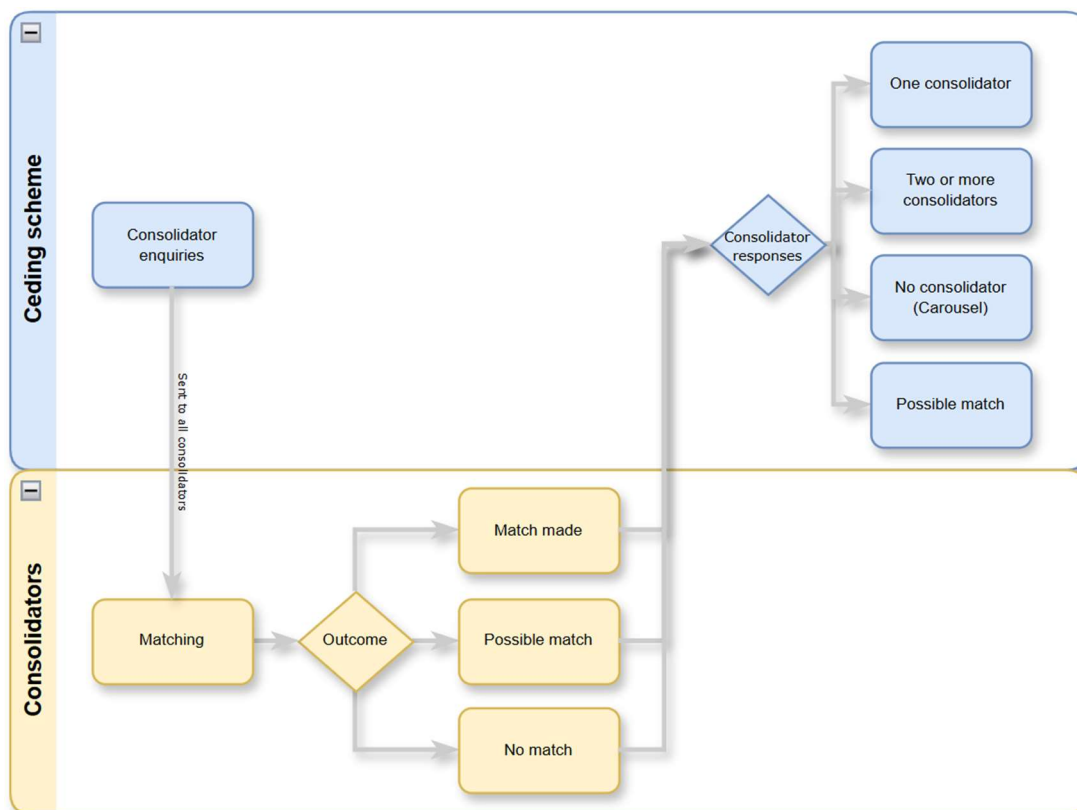 Ceding scheme
Consolidator
enquiries
Sent to all consolidators
Consolidator
responses
One consolidator
Two or more
consolidators
No consolidator
(Carousel)
Possible match
Consolidators
Matching
Outcome
Match made
Possible match
No match